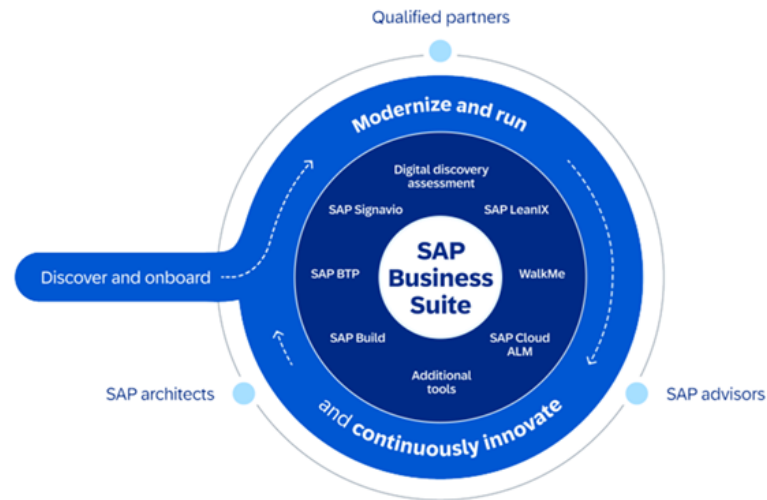 Qualified partners
Modernize and run
Digital discovery
assessment
SAP Signavio
SAP LeanIX
SAP
Business
Suite
Discover and onboard
SAP BTP
WalkMe
SAP Build
SAP Cloud
ALM
Additional
tools
SAP architects
SAP advisors
and continuously innovate